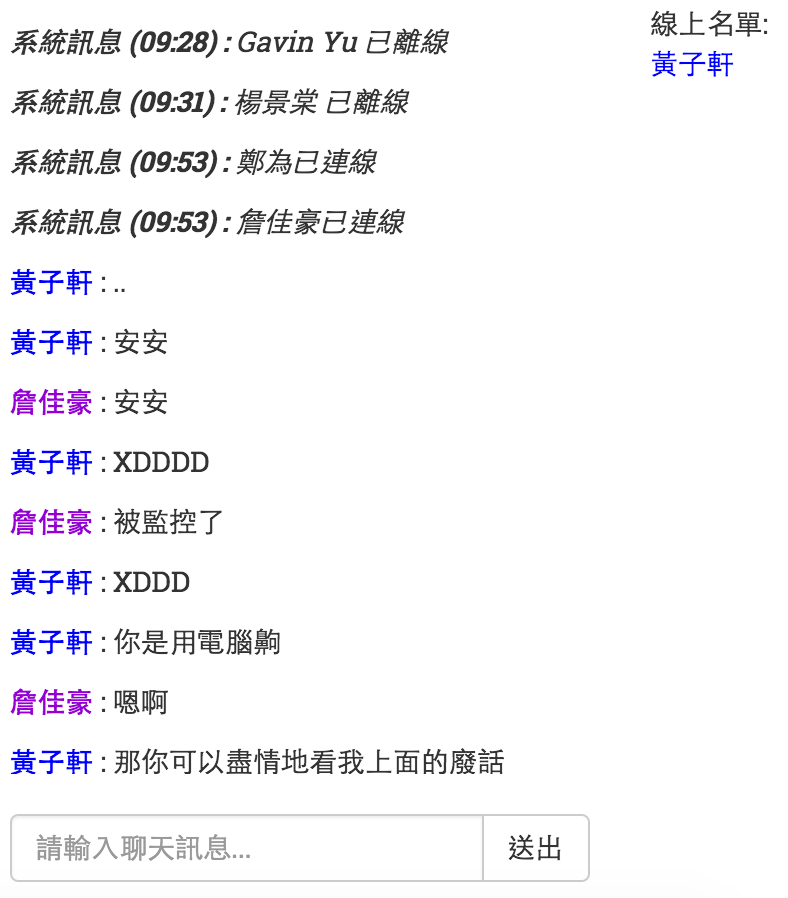 系統訊息 (09:28) : Gavin Yu 已離線
系統訊息 (09:31) : 楊景棠 已離線
系統訊息 (09:53) : 鄭為已連線
系統訊息 (09:53) : 詹佳豪已連線
黃子軒 : ..
黃子軒 : 安安
詹佳豪 : 安安
黃子軒 : XDDDD
詹佳豪 : 被監控了
黃子軒 : XDDD
黃子軒 : 你是用電腦齁
詹佳豪 : 嗯啊
黃子軒 : 那你可以盡情地看我上面的廢話
請輸入聊天訊息...
送出
線上名單:
黃子軒